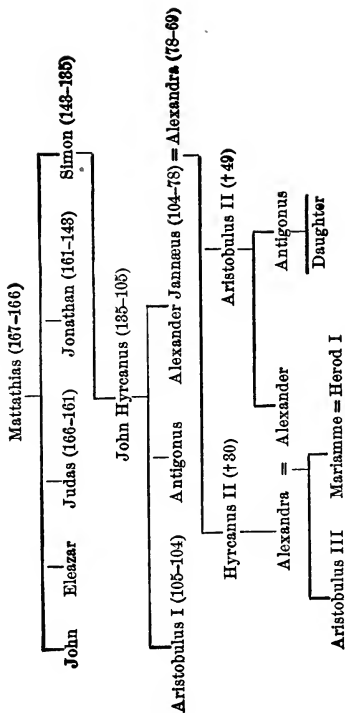 Mattathias (167–166)
John Eleazar Judas (166–161) Jonathan (161–143) Simon (143–135)
John Hyrcanus (135–105)
Aristobulus I (105–104) Antigonus Alexander Jannæus (104–78) = Alexandra (78–69)
Hyrcanus II (†30) Aristobulus II (†49)
Alexandra = Alexander Antigonus
Daughter
Aristobulus III Mariamme = Herod I